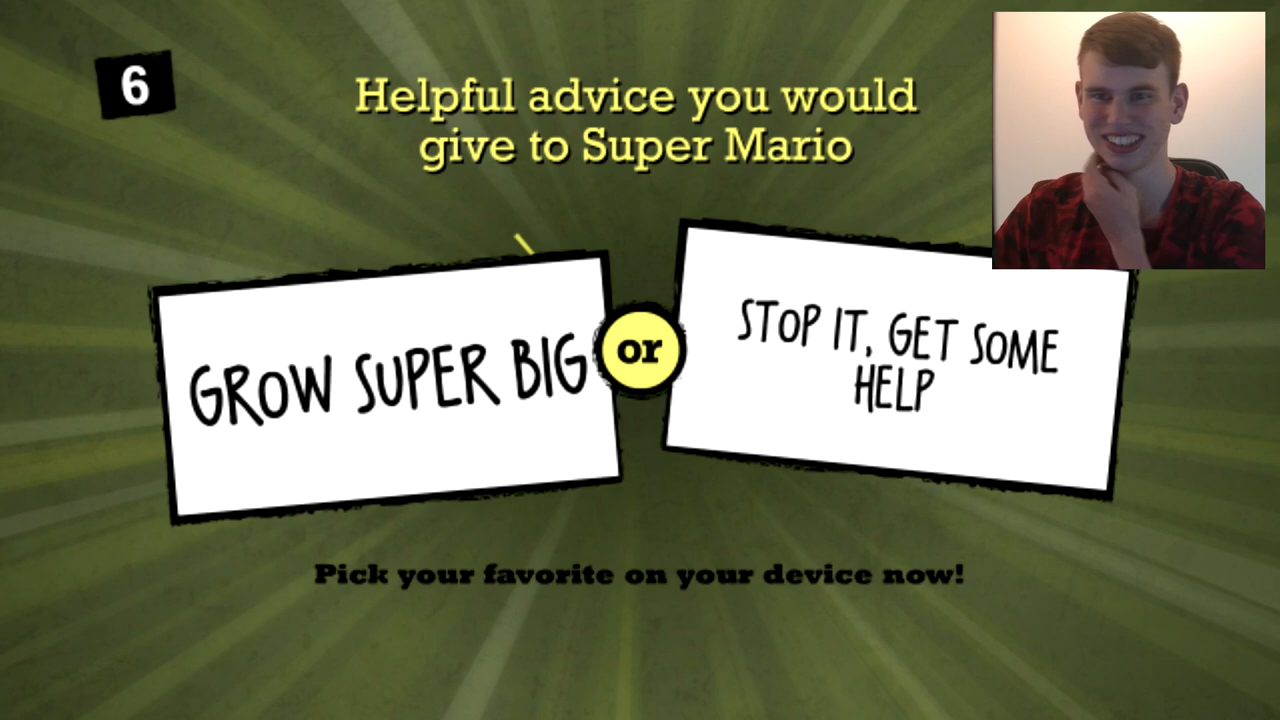 6
Helpful advice you would
give to Super Mario
GROW SUPER BIG
or
STOP IT, GET SOME
HELP
Pick your favorite on your device now!